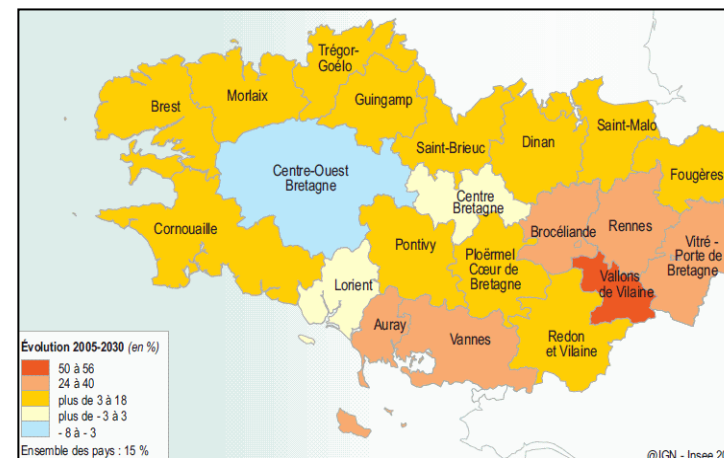 Trégor-
Goélo
Brest
Morlaix
Guingamp
Saint-Brieuc
Dinan
Saint-Malo
Fougères
Centre-Ouest
Bretagne
Centre
Bretagne
Brocéliande
Rennes
Vitré -
Porte de
Bretagne
Cornouaille
Pontivy
Ploërmel
Cœur de
Bretagne
Vallons
de Vilaine
Lorient
Auray
Vannes
Redon
et Vilaine
Évolution 2005-2030 (en %)
50 à 56
24 à 40
plus de 3 à 18
plus de - 3 à 3
- 8 à - 3
Ensemble des pays : 15 %
@IGN - Insee 20